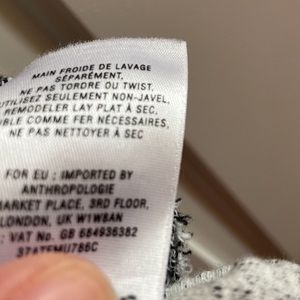 MAIN FROIDE DE LAVAGE
SÉPARÉMENT,
NE PAS TORDRE OU TWIST,
UTILISEZ SEULEMENT NON-JAVEL,
REMODELER LAY PLAT À SEC,
COMME FER NÉCESSAIRES,
NE PAS NETTOYER À SEC
FOR EU : IMPORTED BY
ANTHROPOLOGIE
MARKET PLACE, 3RD FLOOR,
LONDON, UK W1W8AN
: VAT No. GB 684936382
37ATEMU786C